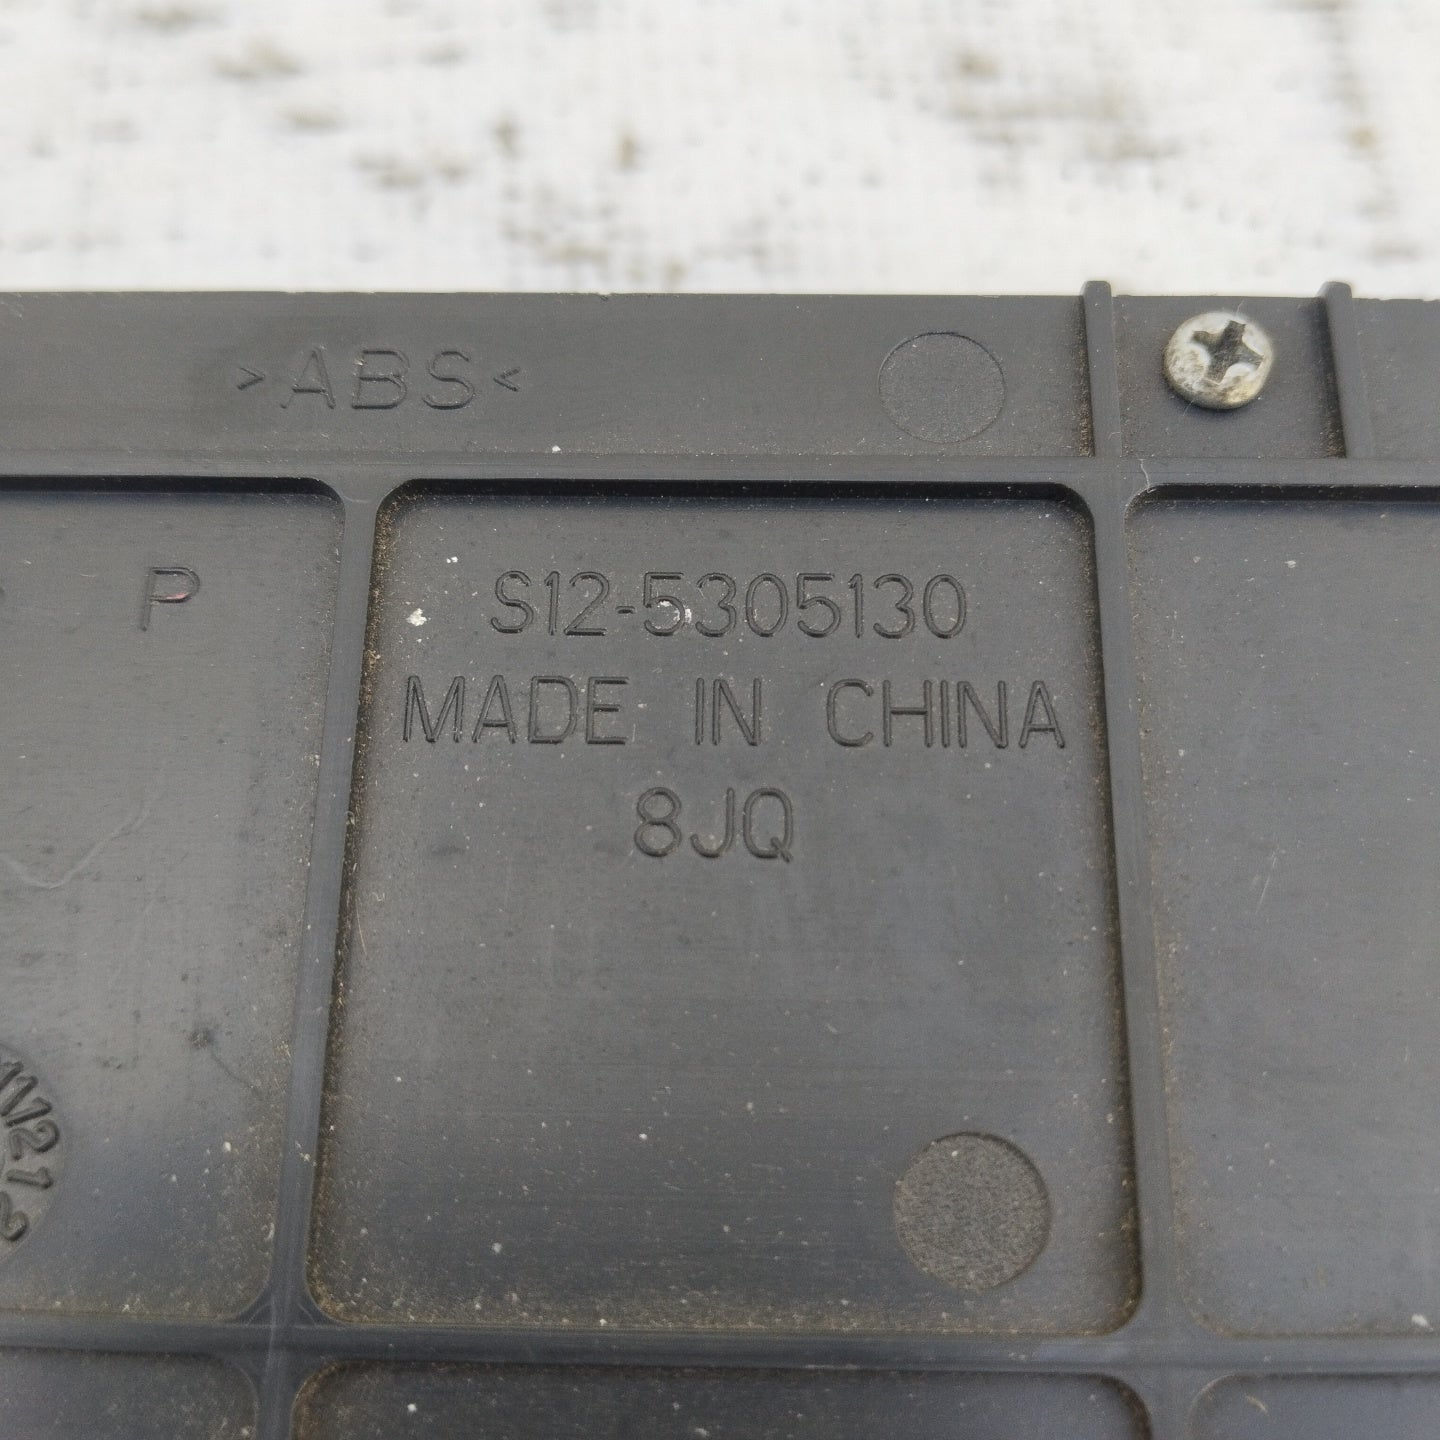 >ABS<
P
S12-5305130
MADE IN CHINA
8JQ